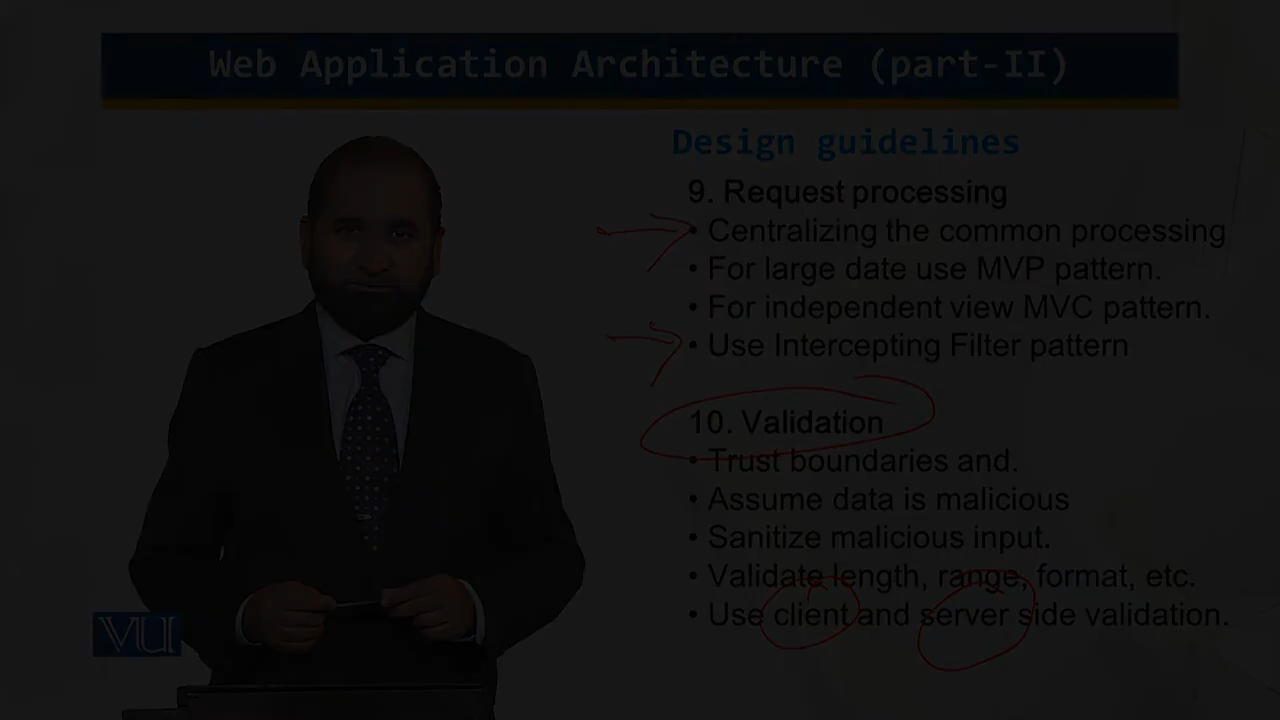 Web Application Architecture (part-II)
Design guidelines
9. Request processing
• Centralizing the common processing
• For large date use MVP pattern.
• For independent view MVC pattern.
• Use Intercepting Filter pattern
10. Validation
• Trust boundaries and.
• Assume data is malicious
• Sanitize malicious input.
• Validate length, range, format, etc.
• Use client and server side validation.
VU